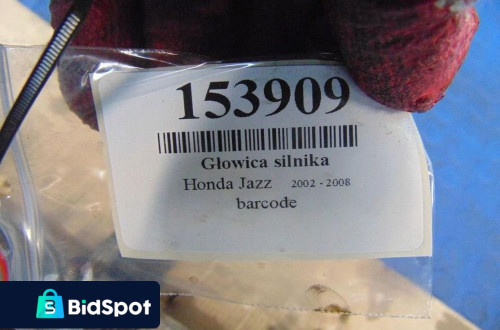 153909
Głowica silnika
Honda Jazz 2002 - 2008
barcode
BidSpot